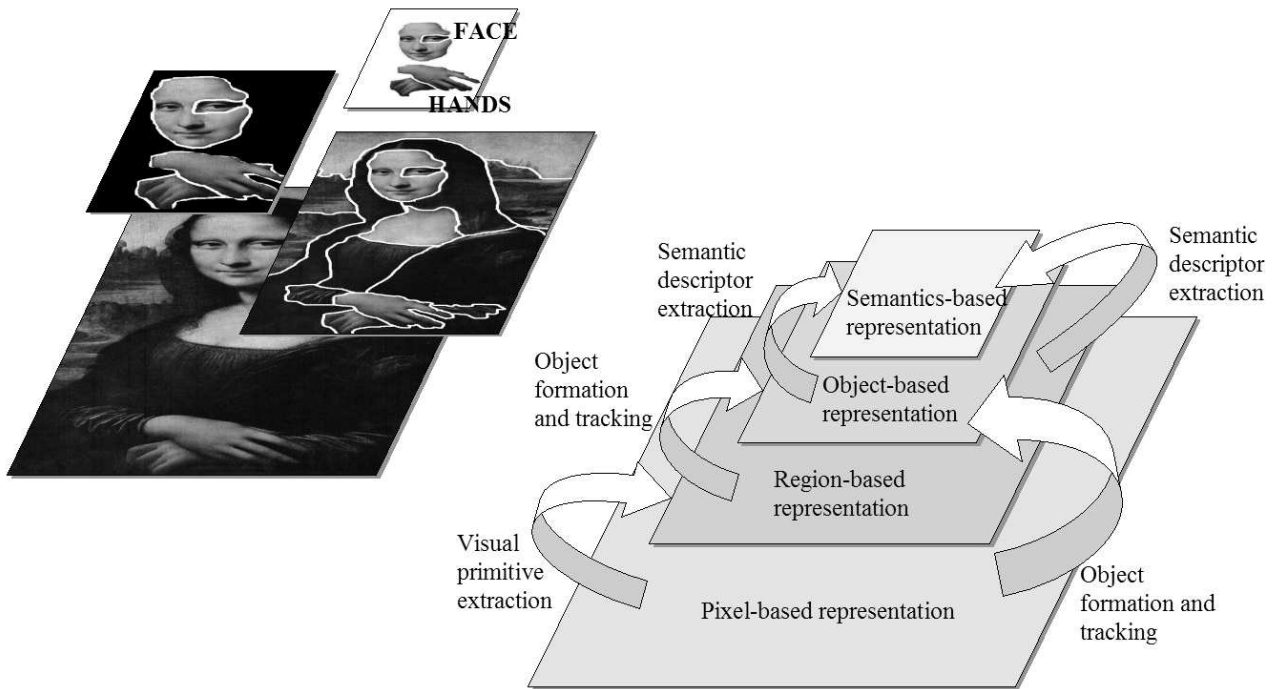 FACE
HANDS
Semantic
descriptor
extraction
Semantics-based
representation
Semantic
descriptor
extraction
Object
formation
and tracking
Object-based
representation
Region-based
representation
Visual
primitive
extraction
Pixel-based representation
Object
formation and
tracking